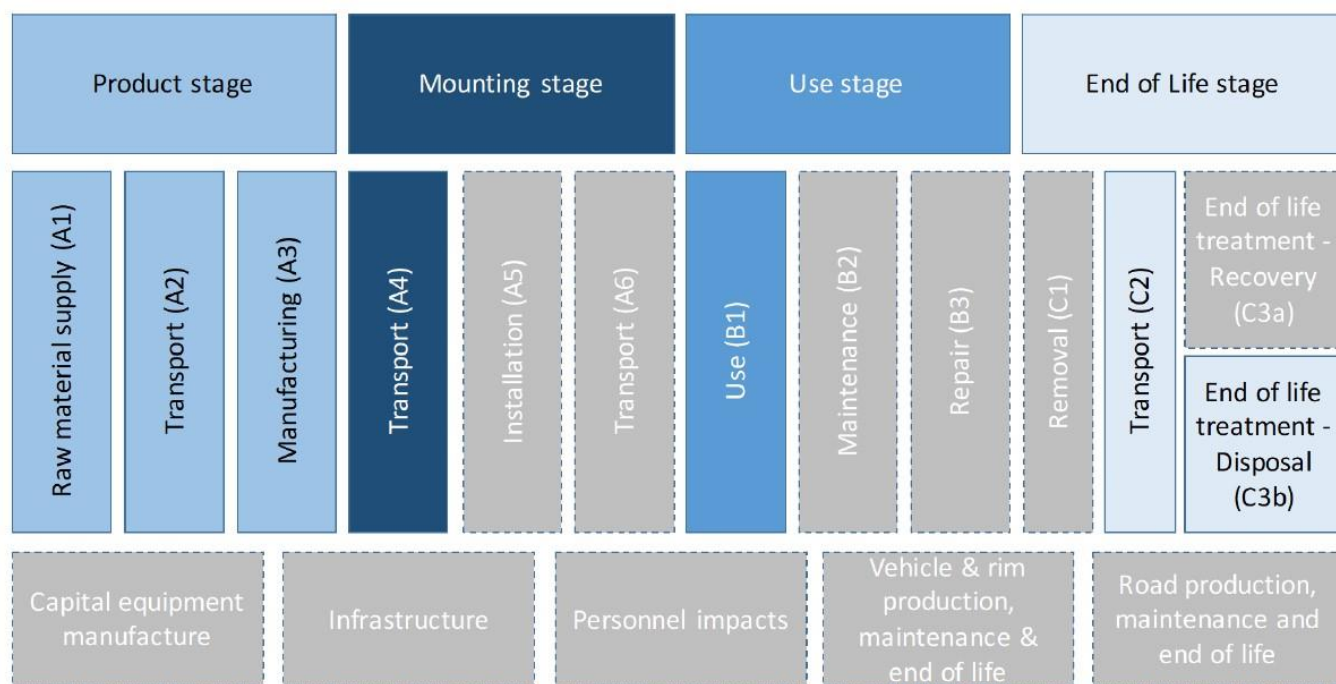 Product stage
Mounting stage
Use stage
End of Life stage
Raw material supply (A1)
Transport (A2)
Manufacturing (A3)
Transport (A4)
Installation (A5)
Transport (A6)
Use (B1)
Maintenance (B2)
Repair (B3)
Removal (C1)
Transport (C2)
End of life
treatment -
Recovery
(C3a)
End of life
treatment -
Disposal
(C3b)
Capital equipment
manufacture
Infrastructure
Personnel impacts
Vehicle & rim
production,
maintenance &
end of life
Road production,
maintenance and
end of life